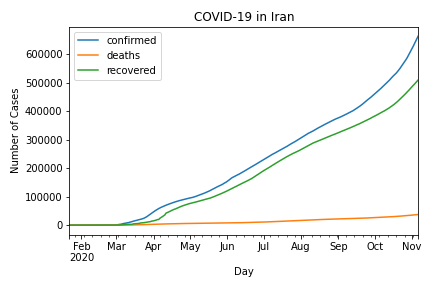 COVID-19 in Iran
confirmed
deaths
recovered
Number of Cases
600000
500000
400000
300000
200000
100000
0
Feb Mar Apr May Jun Jul Aug Sep Oct Nov
2020
Day